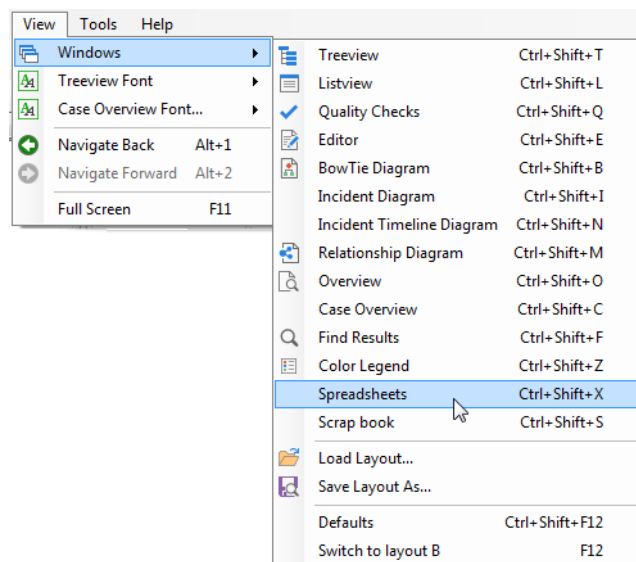 View Tools Help
Windows
Treeview Font
Case Overview Font...
Navigate Back Alt+1
Navigate Forward Alt+2
Full Screen F11
Treeview Ctrl+Shift+T
Listview Ctrl+Shift+L
Quality Checks Ctrl+Shift+Q
Editor Ctrl+Shift+E
BowTie Diagram Ctrl+Shift+B
Incident Diagram Ctrl+Shift+I
Incident Timeline Diagram Ctrl+Shift+N
Relationship Diagram Ctrl+Shift+M
Overview Ctrl+Shift+O
Case Overview Ctrl+Shift+C
Find Results Ctrl+Shift+F
Color Legend Ctrl+Shift+Z
Spreadsheets Ctrl+Shift+X
Scrap book Ctrl+Shift+S
Load Layout...
Save Layout As...
Defaults Ctrl+Shift+F12
Switch to layout B F12